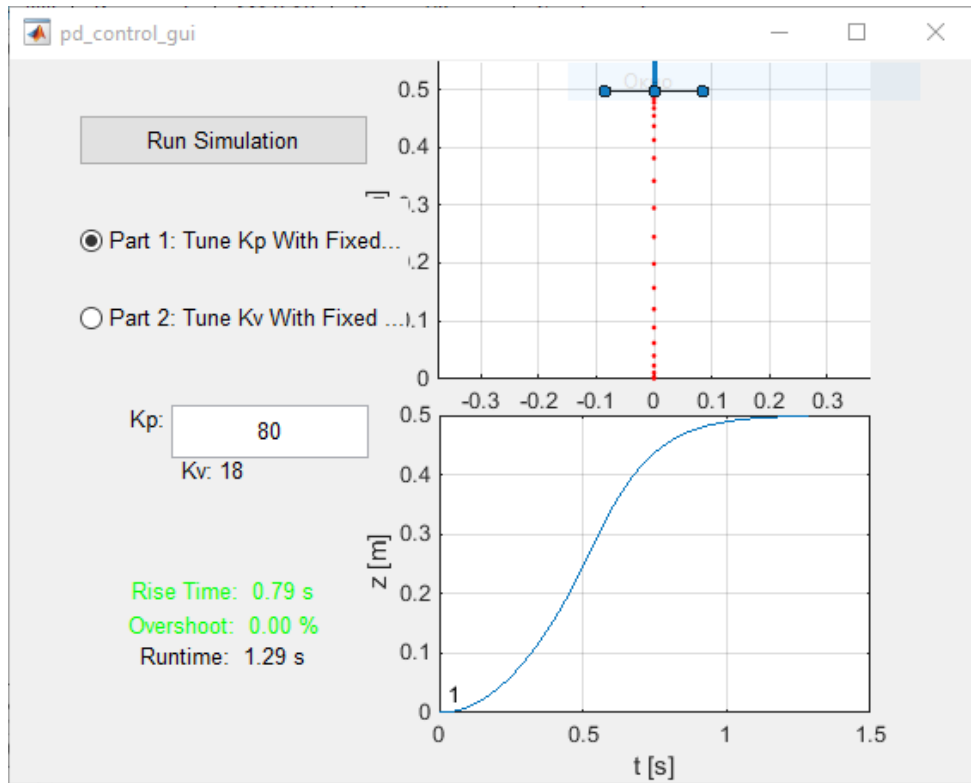 pd_control_gui
Окно
Run Simulation
Part 1: Tune Kp With Fixed...
Part 2: Tune Kv With Fixed ...
Kp:
80
Kv: 18
Rise Time: 0.79 s
Overshoot: 0.00 %
Runtime: 1.29 s
0.5
0.4
0.3
0.2
0.1
0
-0.3 -0.2 -0.1 0 0.1 0.2 0.3
0.5
0.4
0.3
0.2
0.1
0
z [m]
1
0 0.5 1 1.5
t [s]